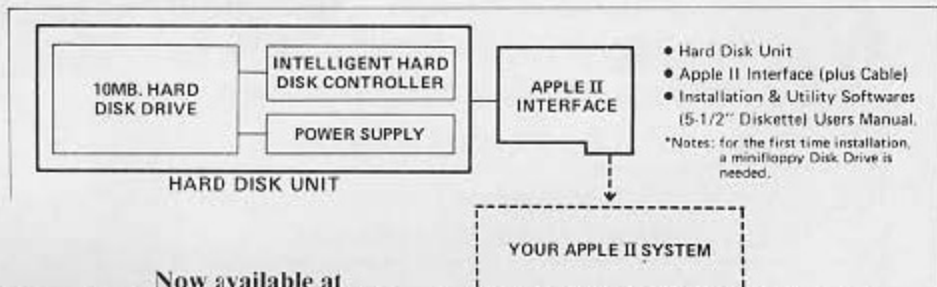 10MB. HARD
DISK DRIVE
INTELLIGENT HARD
DISK CONTROLLER
POWER SUPPLY
HARD DISK UNIT
APPLE II
INTERFACE
• Hard Disk Unit
• Apple II Interface (plus Cable)
• Installation & Utility Softwares
(5-1/2" Diskette) Users Manual.
*Notes: for the first time installation,
a minifloppy Disk Drive is
needed.
YOUR APPLE II SYSTEM
Now available at